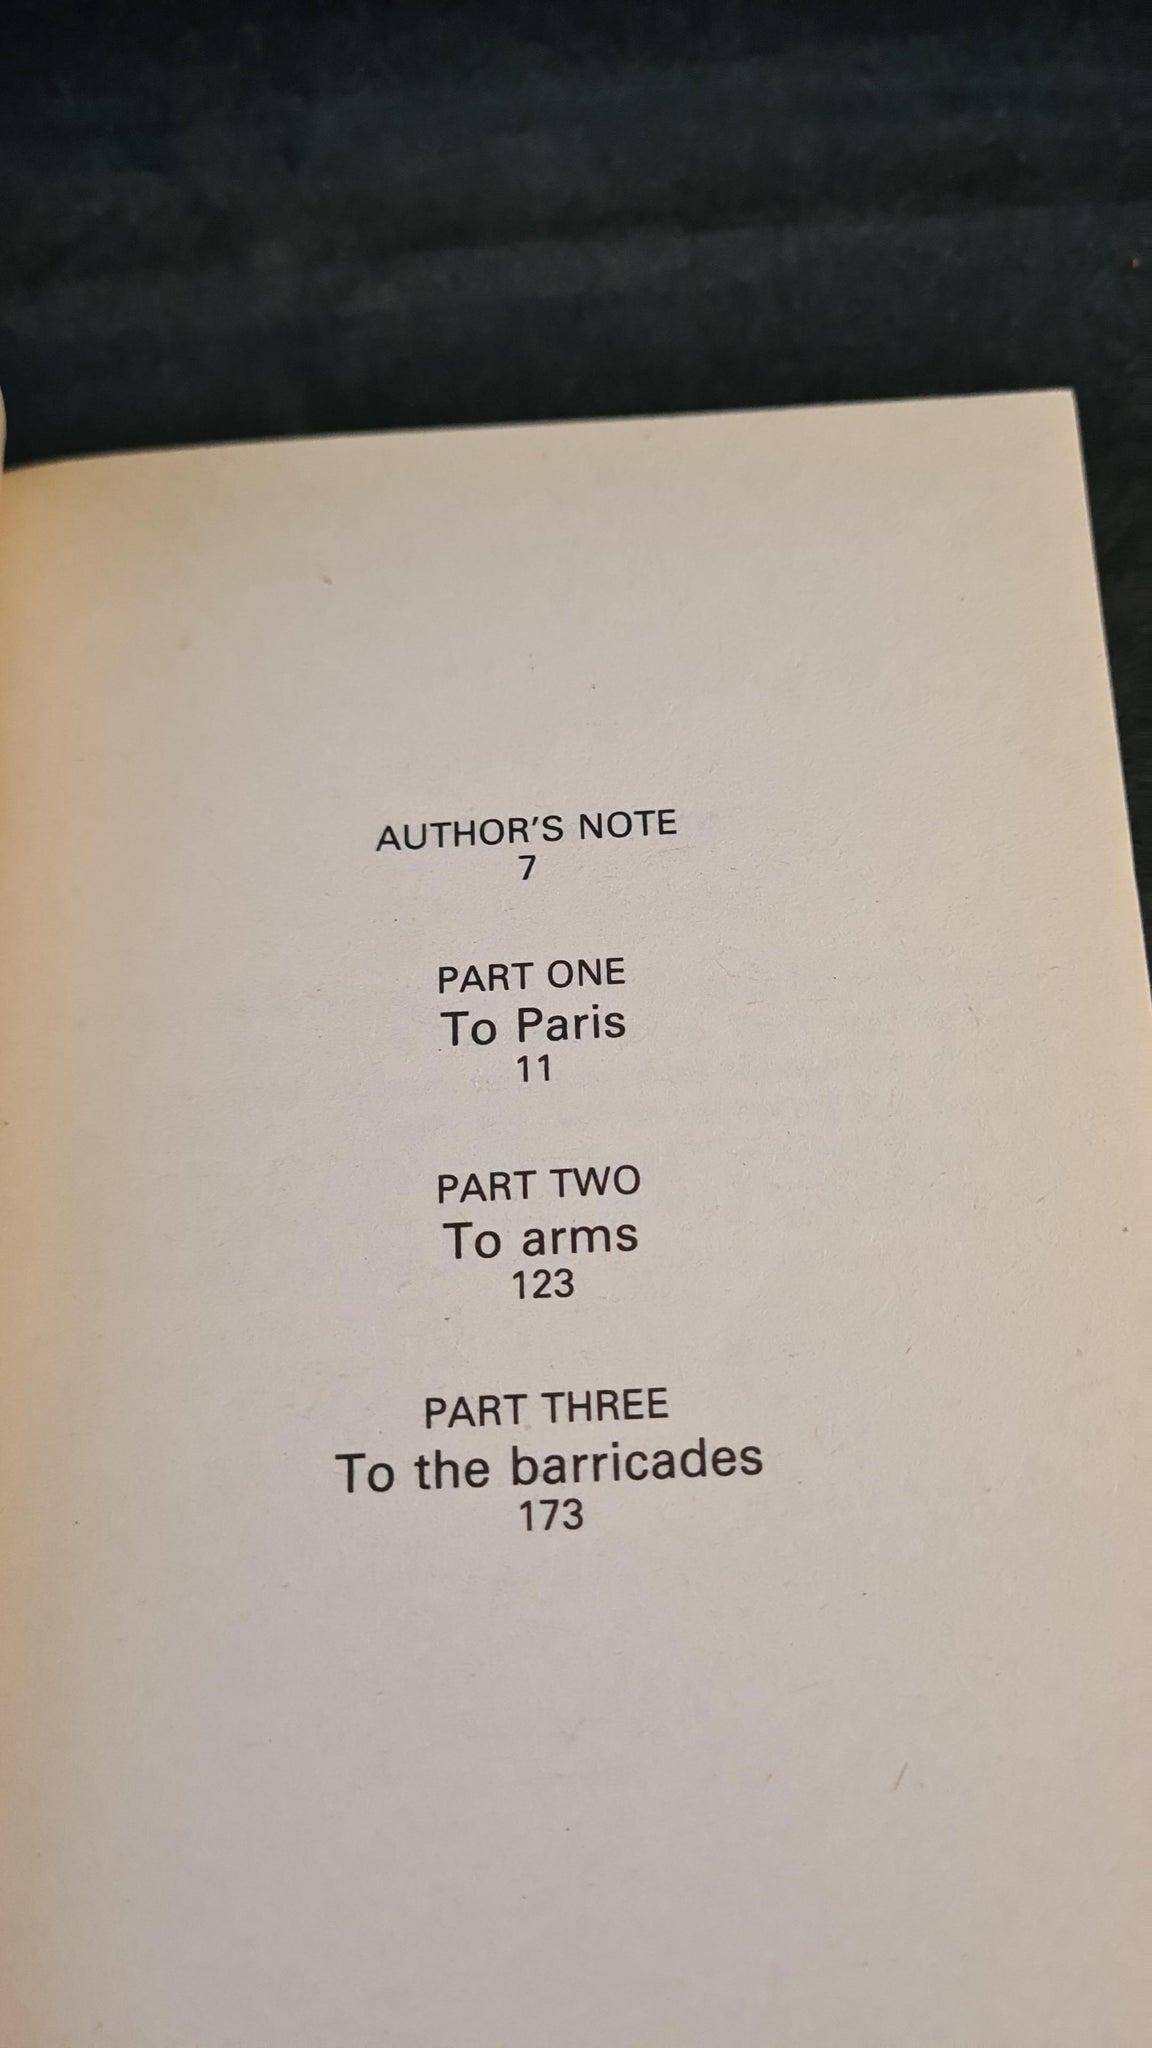 AUTHOR'S NOTE
7
PART ONE
To Paris
11
PART TWO
To arms
123
PART THREE
To the barricades
173